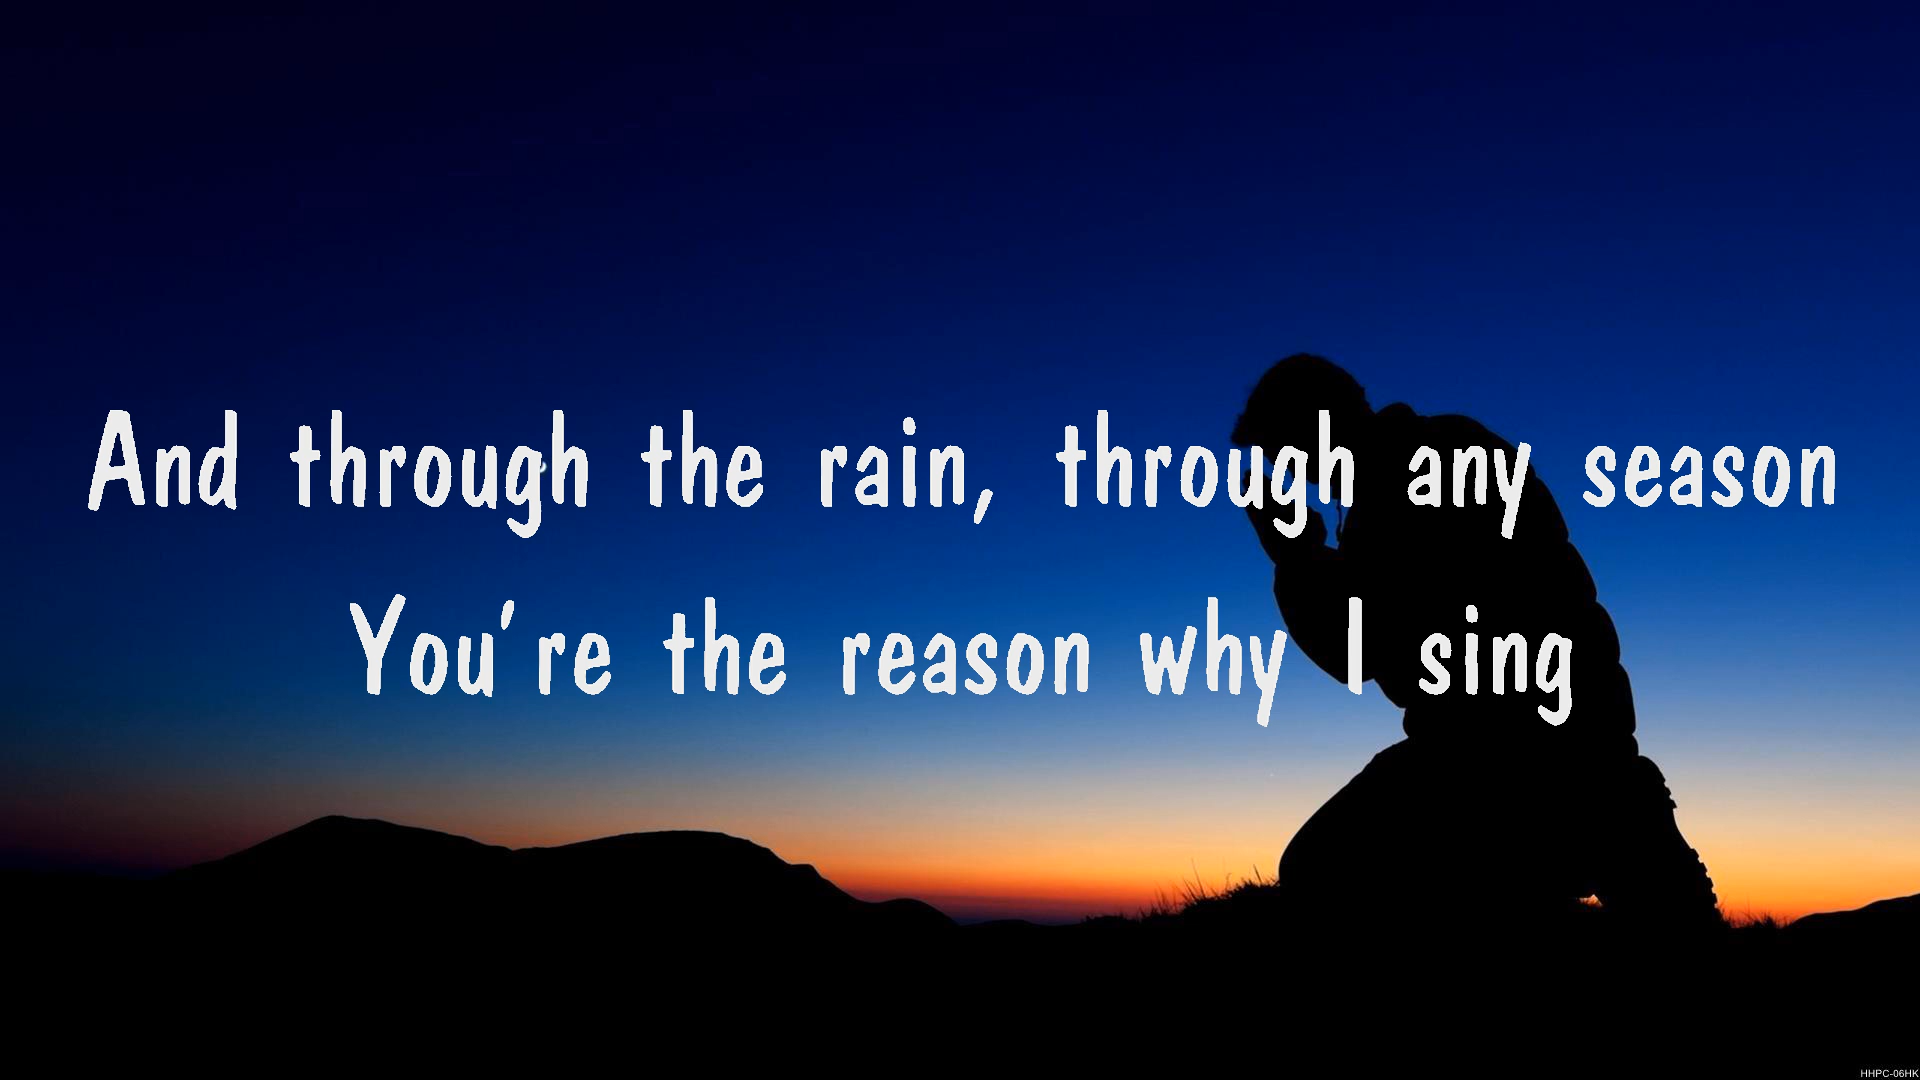 And through the rain, through any season
You're the reason why I sing
HHPC-06HK